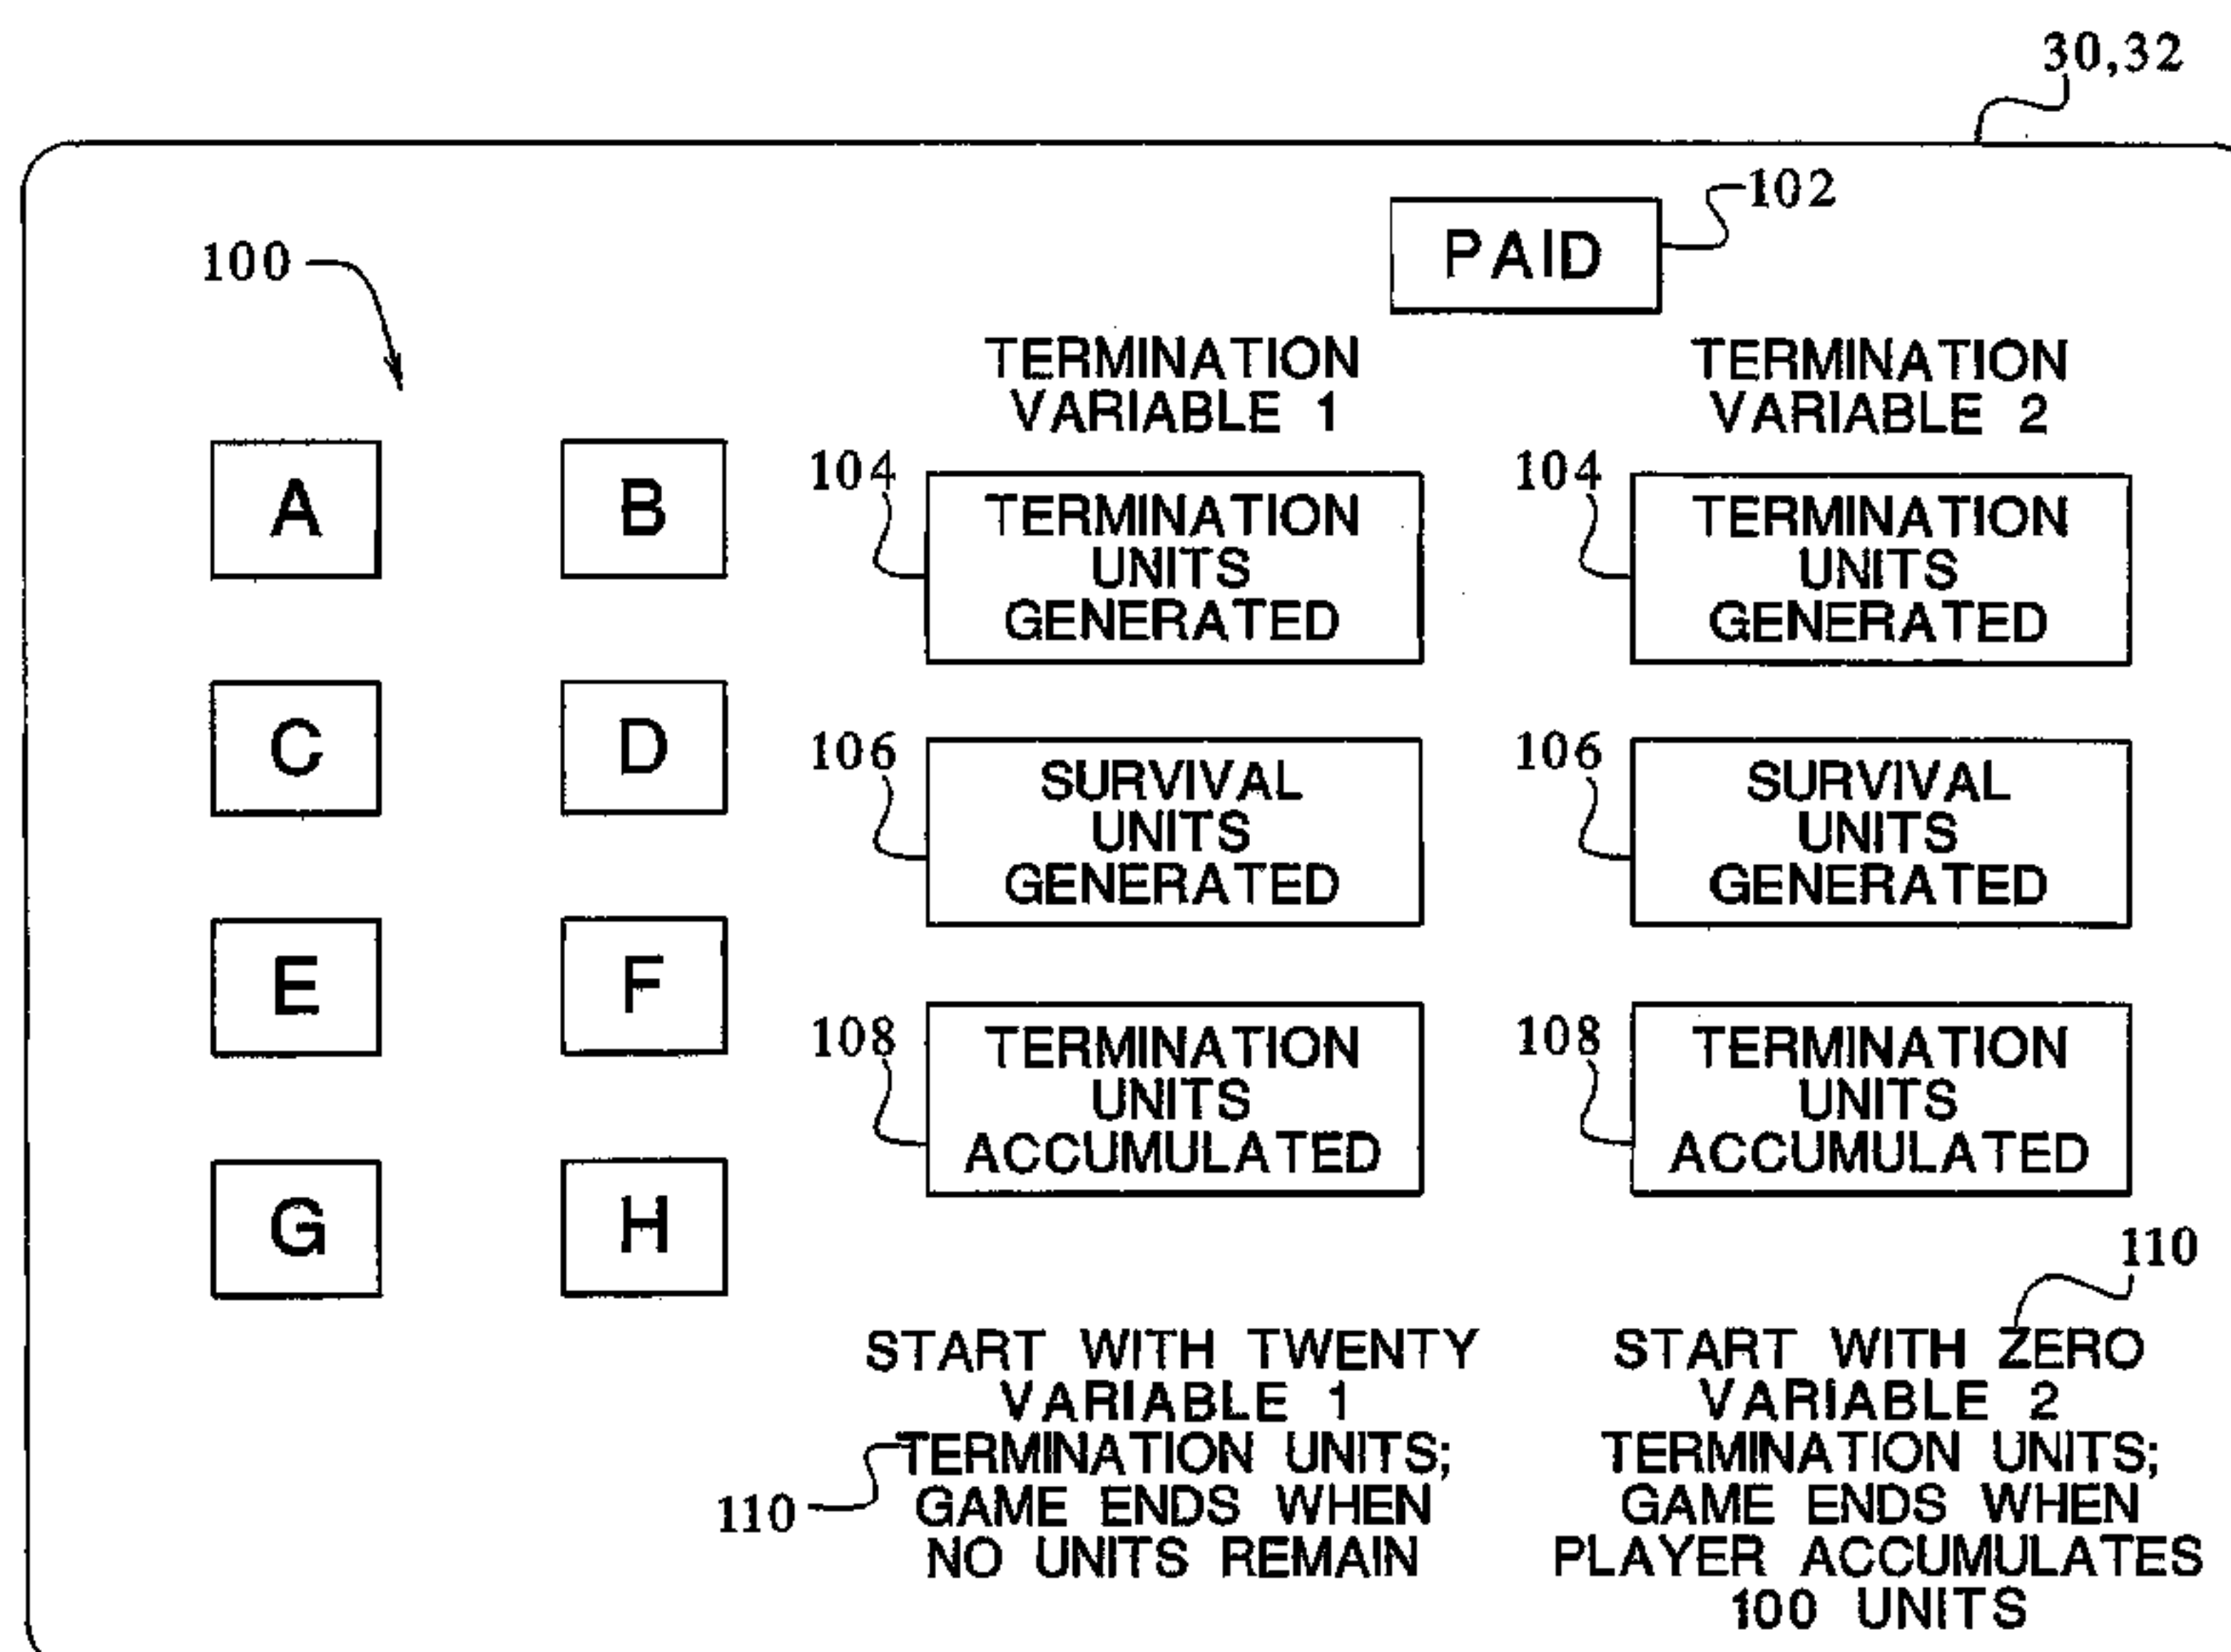 30,32
102
PAID
100
TERMINATION
VARIABLE 1
TERMINATION
VARIABLE 2
A
B
C
D
E
F
G
H
104
TERMINATION
UNITS
GENERATED
106
SURVIVAL
UNITS
GENERATED
108
TERMINATION
UNITS
ACCUMULATED
104
TERMINATION
UNITS
GENERATED
106
SURVIVAL
UNITS
GENERATED
108
TERMINATION
UNITS
ACCUMULATED
START WITH TWENTY
VARIABLE 1
TERMINATION UNITS;
GAME ENDS WHEN
NO UNITS REMAIN
110
110
START WITH ZERO
VARIABLE 2
TERMINATION UNITS;
GAME ENDS WHEN
PLAYER ACCUMULATES
100 UNITS